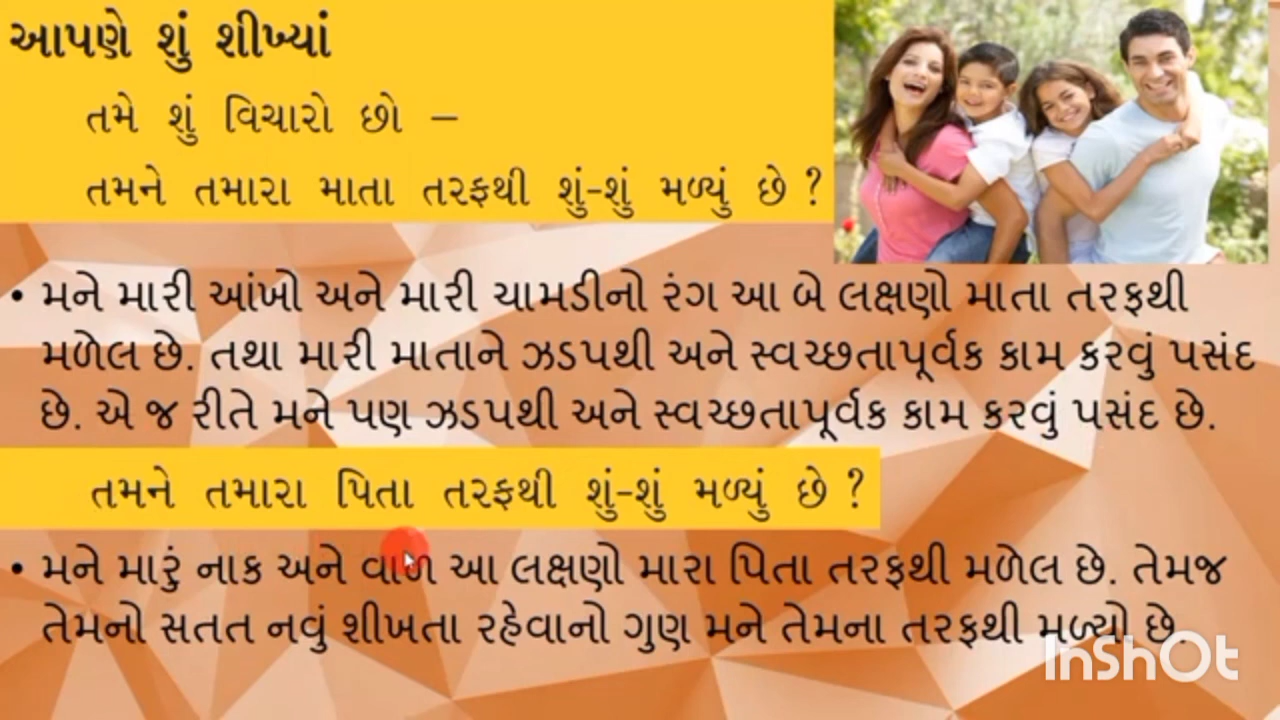 આપણે શું શીખ્યાં
તમે શું વિચારો છો –
તમને તમારા માતા તરફથી શું-શું મળ્યું છે ?
• મને મારી આંખો અને મારી ચામડીનો રંગ આ બે લક્ષણો માતા તરફથી
મળેલ છે. તથા મારી માતાને ઝડપથી અને સ્વચ્છતાપૂર્વક કામ કરવું પસંદ
છે. એ જ રીતે મને પણ ઝડપથી અને સ્વચ્છતાપૂર્વક કામ કરવું પસંદ છે.
તમને તમારા પિતા તરફથી શું-શું મળ્યું છે ?
• મને મારું નાક અને વાળ આ લક્ષણો મારા પિતા તરફથી મળેલ છે. તેમજ
તેમનો સતત નવું શીખતા રહેવાનો ગુણ મને તેમના તરફથી મળ્યો છે.
InShOt